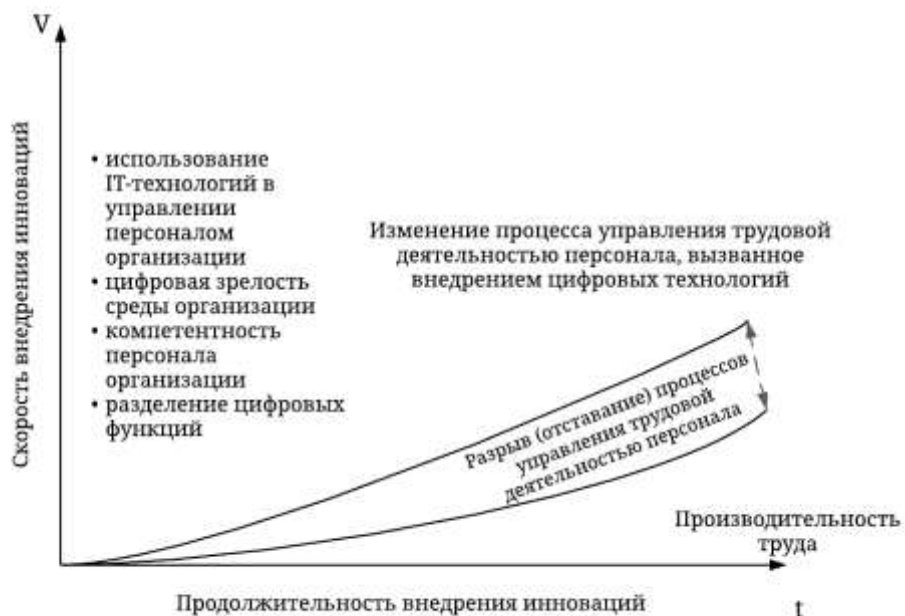 V
Скорость внедрения инноваций
• использование
IT-технологий в
управлении
персоналом
организации
• цифровая зрелость
среды организации
• компетентность
персонала
организации
• разделение цифровых
функций
Изменение процесса управления трудовой
деятельностью персонала, вызванное
внедрением цифровых технологий
Разрыв (отставание) процессов
управления трудовой
деятельностью персонала
Производительность
труда
Продолжительность внедрения инноваций
t